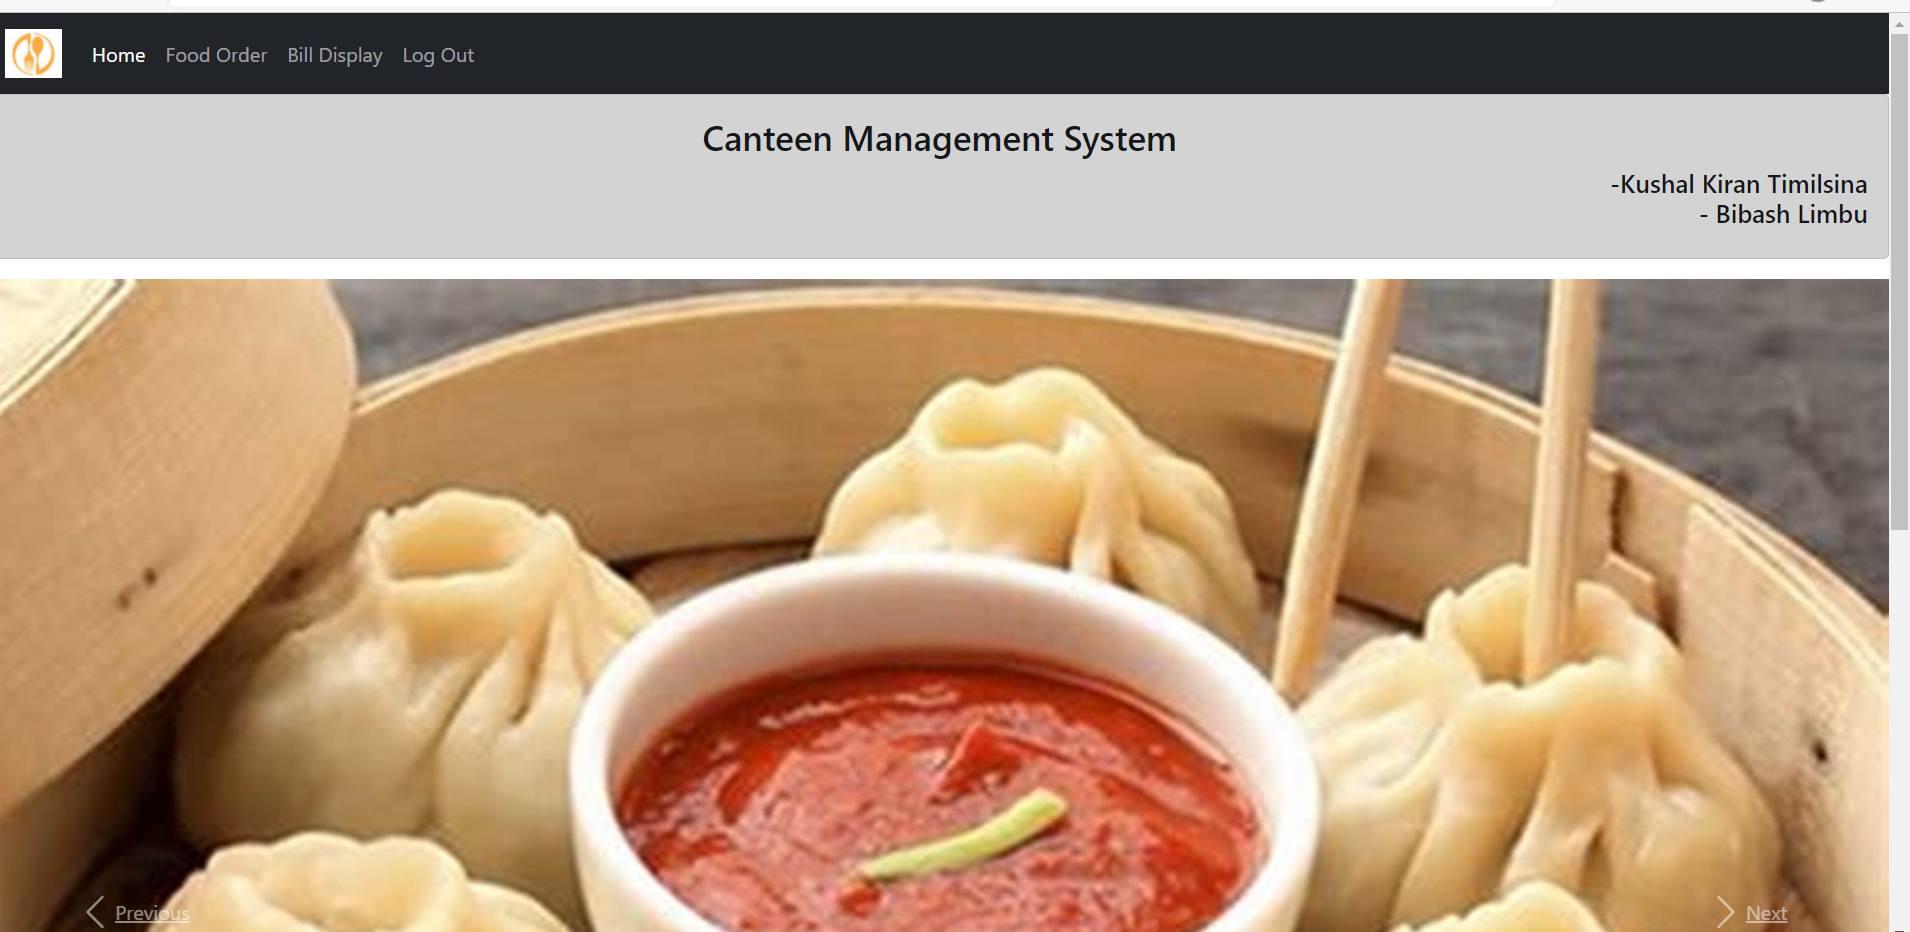 Home Food Order Bill Display Log Out
Canteen Management System
-Kushal Kiran Timilsina
- Bibash Limbu
Previous
Next